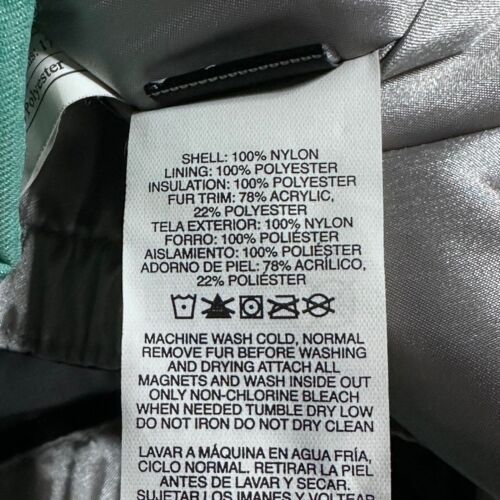 Polyester
SHELL: 100% NYLON
LINING: 100% POLYESTER
INSULATION: 100% POLYESTER
FUR TRIM: 78% ACRYLIC,
22% POLYESTER
TELA EXTERIOR: 100% NYLON
FORRO: 100% POLIÉSTER
AISLAMIENTO: 100% POLIÉSTER
ADORNO DE PIEL: 78% ACRÍLICO,
22% POLIÉSTER
MACHINE WASH COLD, NORMAL
REMOVE FUR BEFORE WASHING
AND DRYING ATTACH ALL
MAGNETS AND WASH INSIDE OUT
ONLY NON-CHLORINE BLEACH
WHEN NEEDED TUMBLE DRY LOW
DO NOT IRON DO NOT DRY CLEAN
LAVAR A MÁQUINA EN AGUA FRÍA,
CICLO NORMAL. RETIRAR LA PIEL
ANTES DE LAVAR Y SECAR.
SUJETAR LOS IMANES Y VOLTEAR